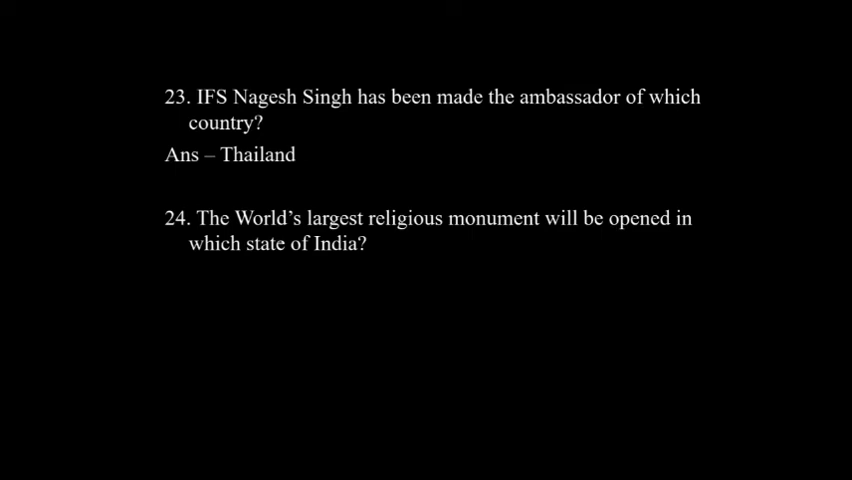 23. IFS Nagesh Singh has been made the ambassador of which
country?
Ans – Thailand
24. The World’s largest religious monument will be opened in
which state of India?